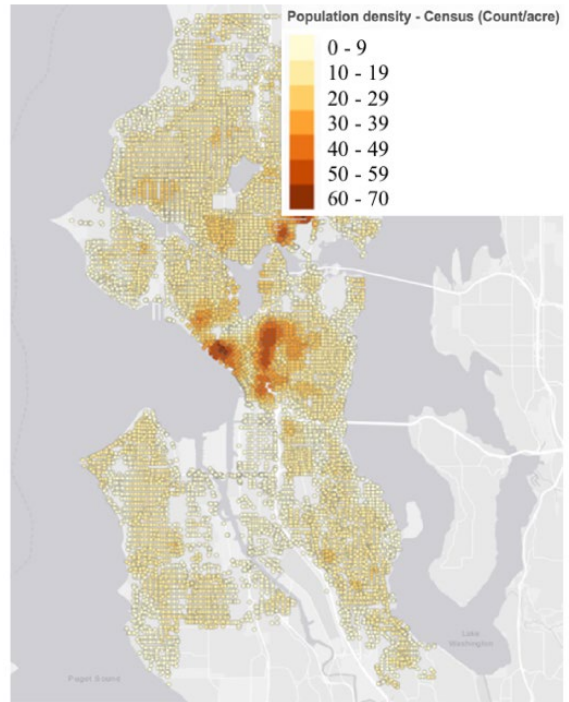 Population density - Census (Count/acre)
0 - 9
10 - 19
20 - 29
30 - 39
40 - 49
50 - 59
60 - 70
Lake
Washington
Puget Sound